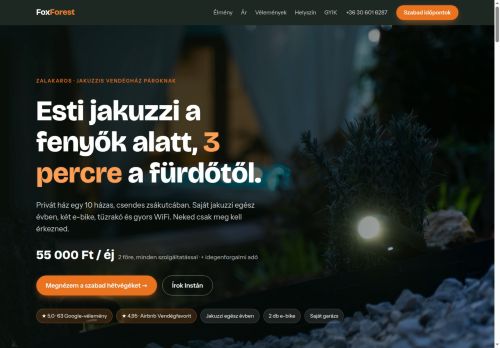 FoxForest
Élmény Ár Vélemények Helyszín GYIK +36 30 601 6287 Szabad időpontok
ZALAKAROS · JAKUZZIS VENDÉGHÁZ PÁROKNAK
Esti jakuzzi a
fenyők alatt, 3
percre a fürdőtől.
Privát ház egy 10 házas, csendes zsákutcában. Saját jakuzzi egész
évben, két e-bike, tűzrakó és gyors WiFi. Neked csak meg kell
érkezned.
55 000 Ft / éj 2 főre, minden szolgáltatással · + idegenforgalmi adó
Megnézem a szabad hétvégéket → Írok Instán
★ 5,0 · 63 Google-vélemény ★ 4,95 · Airbnb Vendégfavorit Jakuzzi egész évben 2 db e-bike Saját garázs